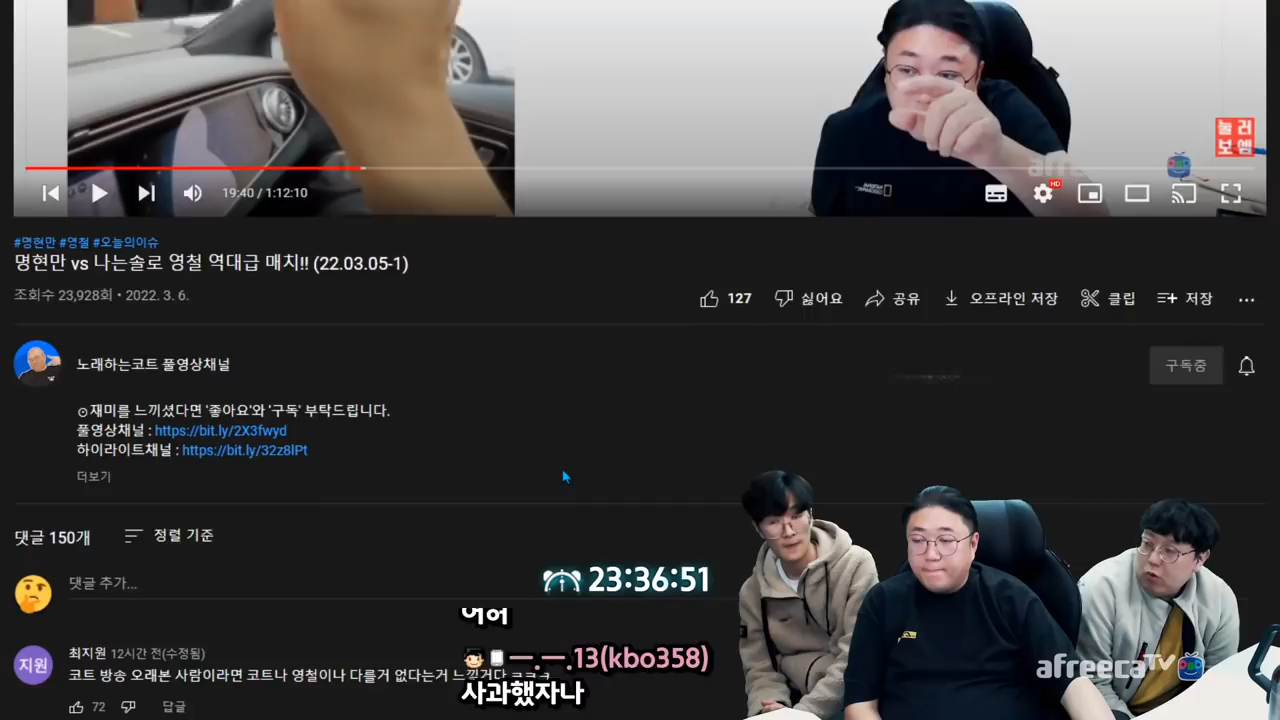 눌러
보쌤
19:40 / 1:12:10
HD
#명현만 #영철 #오늘의이슈
명현만 vs 나는솔로 영철 역대급 매치!! (22.03.05-1)
조회수 23,928회 • 2022. 3. 6.
127 싫어요 공유 오프라인 저장 클립 저장
노래하는코트 풀영상채널
구독중
⊙재미를 느끼셨다면 '좋아요'와 '구독' 부탁드립니다.
풀영상채널 : https://bit.ly/2X3fwyd
하이라이트채널 : https://bit.ly/32z8lPt
더보기
댓글 150개 정렬 기준
댓글 추가...
23:36:51
어허
ㅡ.ㅡ.13(kbo358)
사과했자나
지원
최지원 12시간 전(수정됨)
코트 방송 오래본 사람이라면 코트나 영철이나 다를거 없다는거 느낄거다 ㅋㅋㅋ
72 답글
afreecaTV